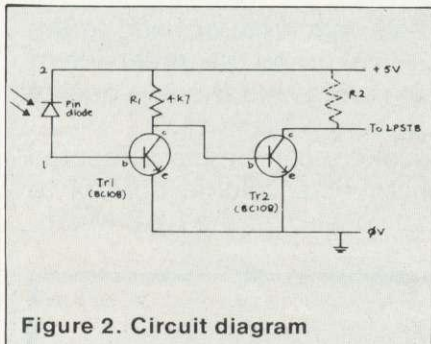 2
+5V
R1
4k7
R2
Pin
diode
c
c
To LPSTB
1
b
b
e
e
Tr1
(BC108)
Tr2
(BC108)
ØV
Figure 2. Circuit diagram